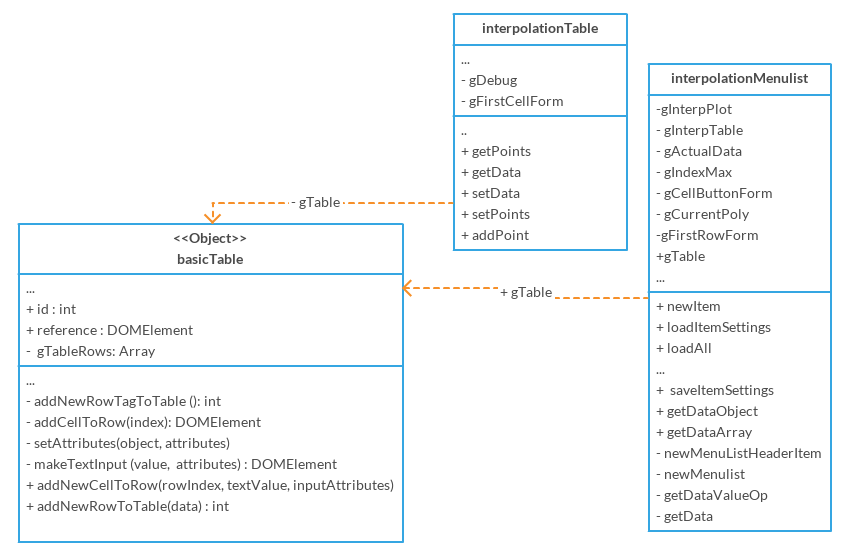 interpolationTable
...
- gDebug
- gFirstCellForm
..
+ getPoints
+ getData
+ setData
+ setPoints
+ addPoint
interpolationMenulist
-gInterpPlot
- gInterpTable
- gActualData
- gIndexMax
- gCellButtonForm
- gCurrentPoly
-gFirstRowForm
+gTable
...
+ newItem
+ loadItemSettings
+ loadAll
...
+  saveItemSettings
+ getDataObject
+ getDataArray
- newMenuListHeaderItem
- newMenulist
- getDataValueOp
- getData
- gTable
+ gTable
<<Object>>
basicTable
...
+ id : int
+ reference : DOMElement
-  gTableRows: Array
...
- addNewRowTagToTable (): int
- addCellToRow(index): DOMElement
- setAttributes(object, attributes)
- makeTextInput (value,  attributes) : DOMElement
+ addNewCellToRow(rowIndex, textValue, inputAttributes)
+ addNewRowToTable(data) : int